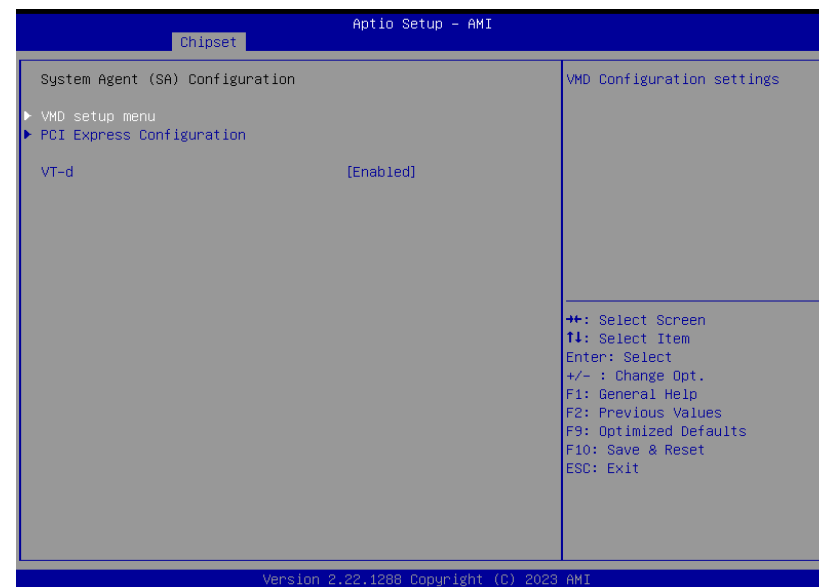 Aptio Setup - AMI
Chipset
System Agent (SA) Configuration
VMD setup menu
PCI Express Configuration
VT-d [Enabled]
VMD Configuration settings
→←: Select Screen
↑↓: Select Item
Enter: Select
+/- : Change Opt.
F1: General Help
F2: Previous Values
F9: Optimized Defaults
F10: Save & Reset
ESC: Exit
Version 2.22.1288 Copyright (C) 2023 AMI